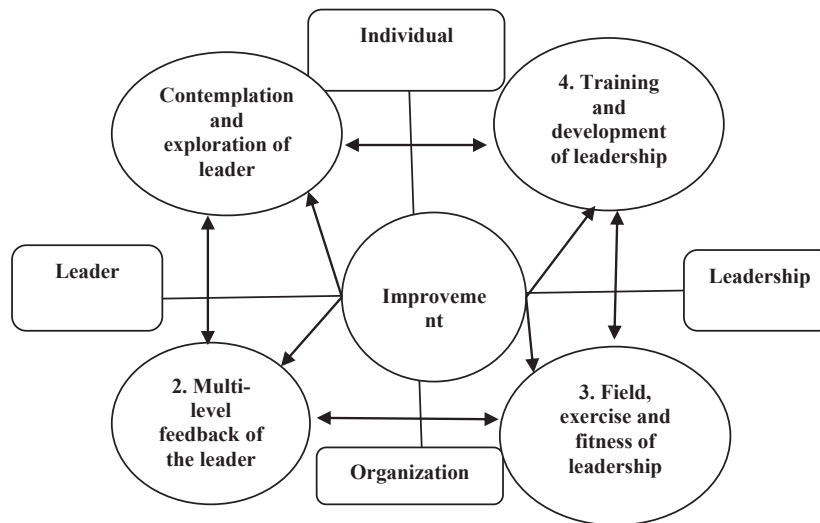 Individual
Contemplation
and
exploration of
leader
4. Training
and
development
of leadership
Leader
Improveme
nt
Leadership
2. Multi-
level
feedback of
the leader
3. Field,
exercise and
fitness of
leadership
Organization